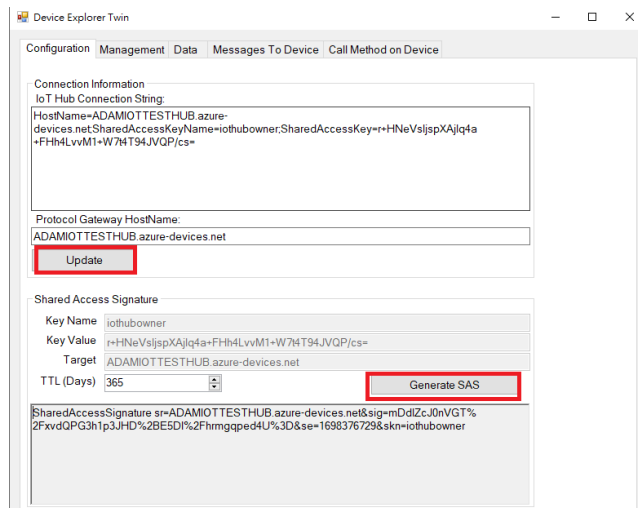 Device Explorer Twin
Configuration Management Data Messages To Device Call Method on Device
Connection Information
IoT Hub Connection String:
HostName=ADAMIOTTESTHUB.azure-
devices.net;SharedAccessKeyName=iothubowner;SharedAccessKey=r+HNeVsljspXAjlq4a
+FHh4LvvM1+W7t4T94JVQP/cs=
Protocol Gateway HostName:
ADAMIOTTESTHUB.azure-devices.net
Update
Shared Access Signature
Key Name iothubowner
Key Value r+HNeVsljspXAjlq4a+FHh4LvvM1+W7t4T94JVQP/cs=
Target ADAMIOTTESTHUB.azure-devices.net
TTL (Days) 365 Generate SAS
SharedAccessSignature sr=ADAMIOTTESTHUB.azure-devices.net&sig=mDdlZcJ0nVGT%
2FxvdQPG3h1p3JHD%2BE5Dl%2Fhrmgqped4U%3D&se=1698376729&skn=iothubowner